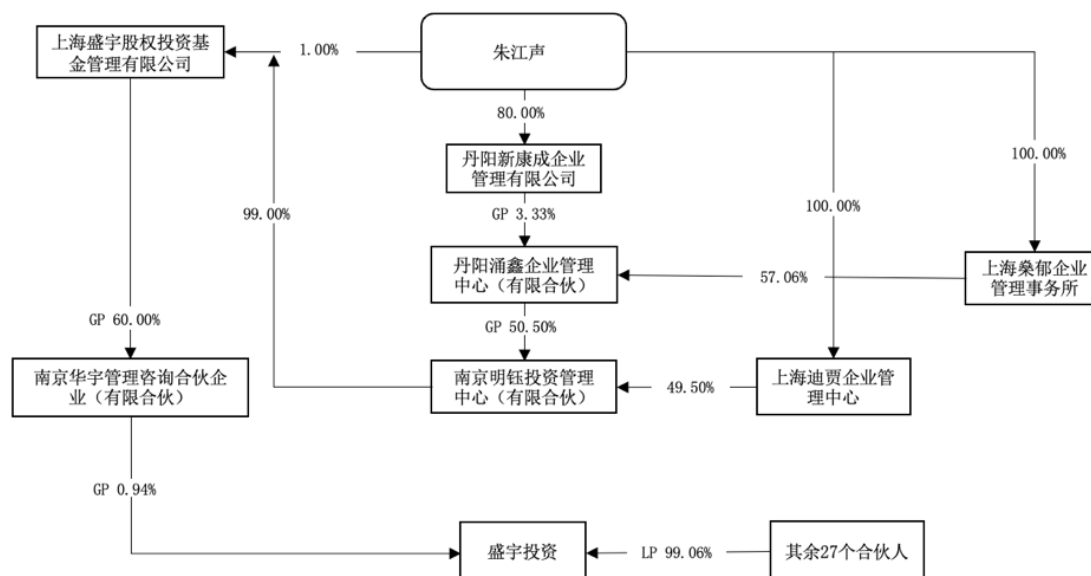 上海盛宇股权投资基
金管理有限公司
1.00%
朱江声
80.00%
丹阳新康成企业
管理有限公司
100.00%
99.00%
GP 3.33%
100.00%
丹阳涌鑫企业管理
中心（有限合伙）
57.06%
上海燊郁企业
管理事务所
GP 60.00%
GP 50.50%
南京华宇管理咨询合伙企
业（有限合伙）
南京明钰投资管理
中心（有限合伙）
49.50%
上海迪贾企业管
理中心
GP 0.94%
盛宇投资
LP 99.06%
其余27个合伙人